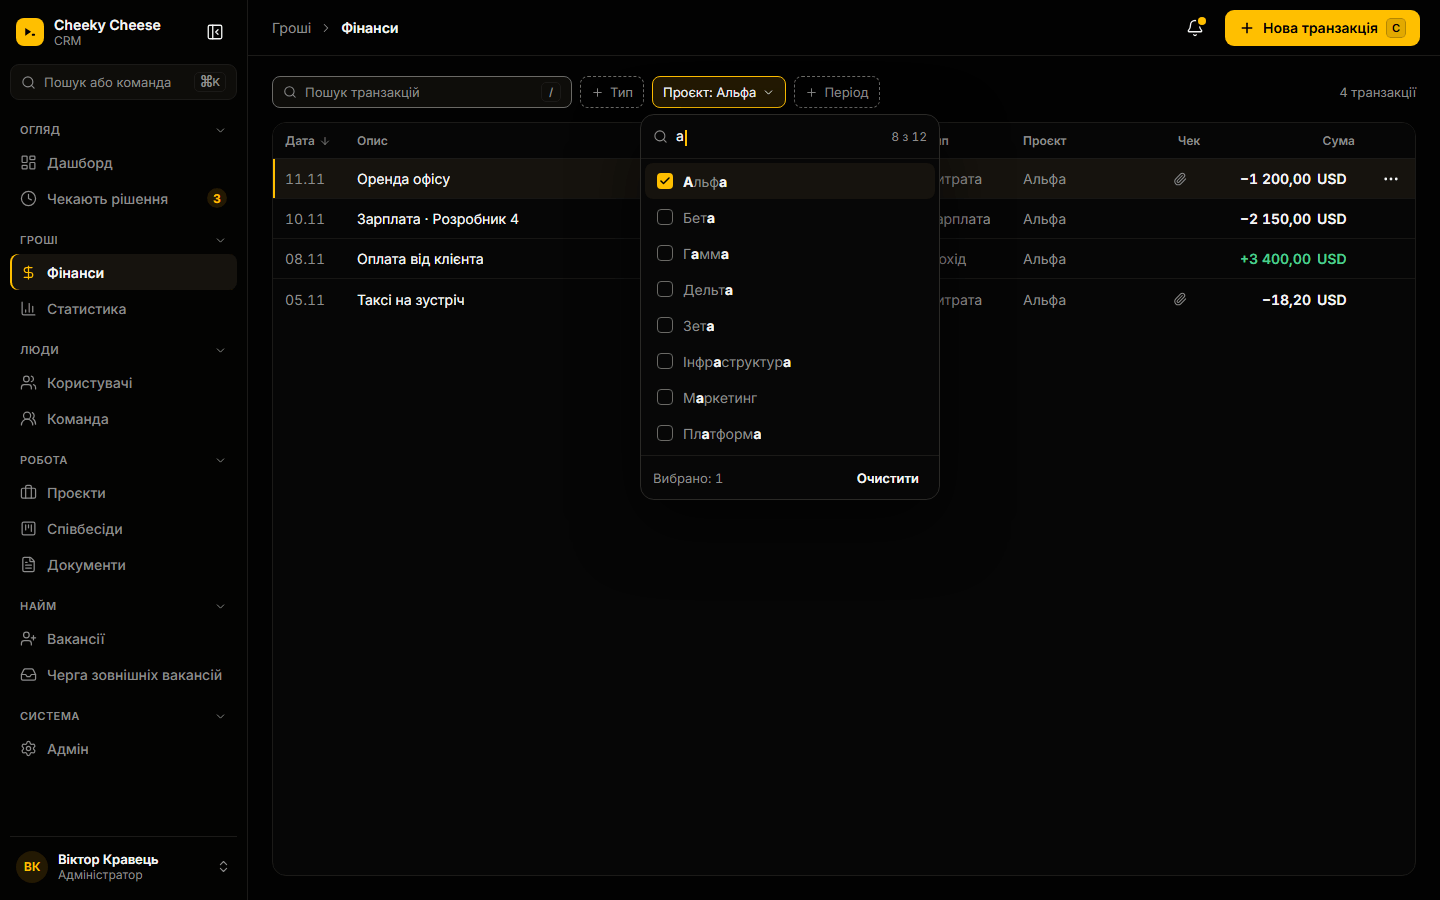 Cheeky Cheese
CRM
Пошук або команда ⌘K
ОГЛЯД
Дашборд
Чекають рішення 3
ГРОШІ
Фінанси
Статистика
ЛЮДИ
Користувачі
Команда
РОБОТА
Проєкти
Співбесіди
Документи
НАЙМ
Вакансії
Черга зовнішніх вакансій
СИСТЕМА
Адмін
ВК
Віктор Кравець
Адміністратор
Гроші > Фінанси
+ Нова транзакція C
Пошук транзакцій /
+ Тип
Проєкт: Альфа
+ Період
4 транзакції
Дата ↓ Опис Проєкт Чек Сума
11.11 Оренда офісу Альфа −1 200,00 USD
10.11 Зарплата · Розробник 4 Альфа −2 150,00 USD
08.11 Оплата від клієнта Альфа +3 400,00 USD
05.11 Таксі на зустріч Альфа −18,20 USD
а 8 з 12
Альфа
Бета
Гамма
Дельта
Зета
Інфраструктура
Маркетинг
Платформа
Вибрано: 1 Очистити